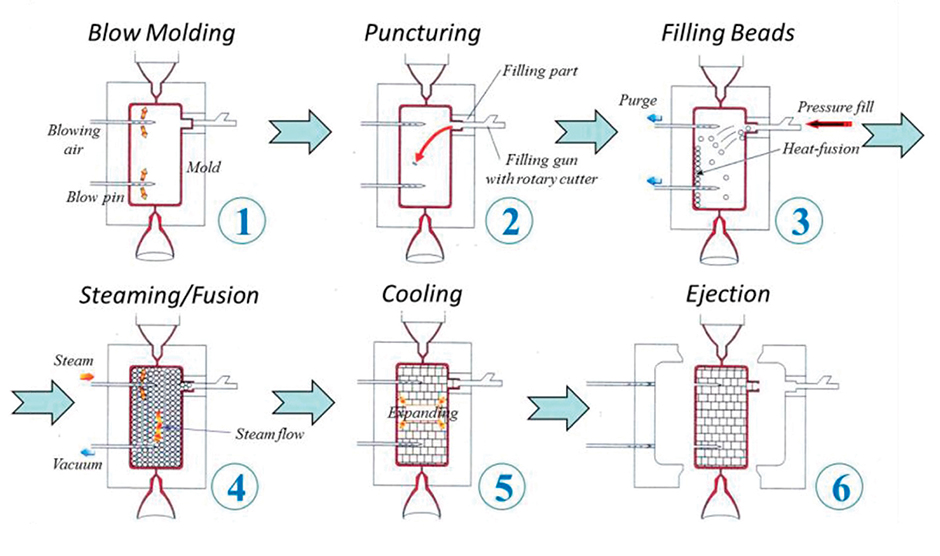 Blow Molding
Puncturing
Filling Beads
Blowing
air
Blow pin
Mold
1
Filling part
Filling gun
with rotary cutter
2
Purge
Pressure fill
Heat-fusion
3
Steaming/Fusion
Cooling
Ejection
Steam
Steam flow
Vacuum
4
Expanding
5
6